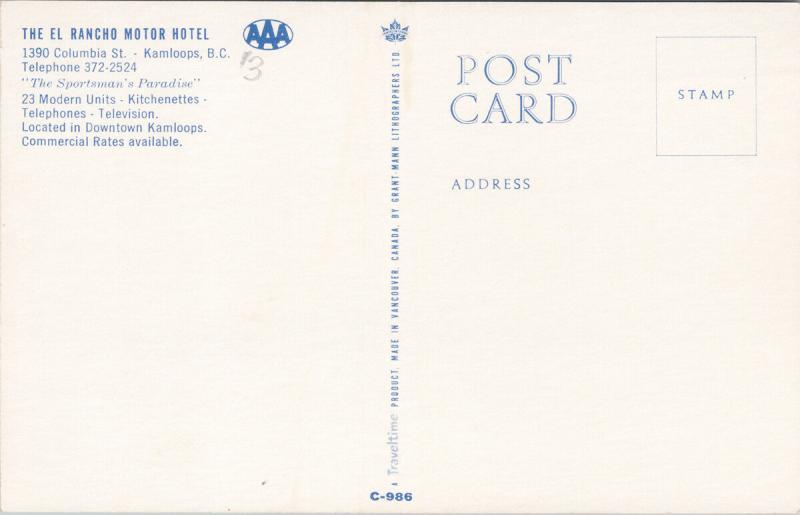 THE EL RANCHO MOTOR HOTEL
1390 Columbia St. - Kamloops, B.C.
Telephone 372-2524
"The Sportsman's Paradise"
23 Modern Units - Kitchenettes -
Telephones - Television.
Located in Downtown Kamloops.
Commercial Rates available.
AAA
13
A Traveltime PRODUCT, MADE IN VANCOUVER, CANADA, BY GRANT-MANN LITHOGRAPHERS LTD
C-986
POST
CARD
STAMP
ADDRESS